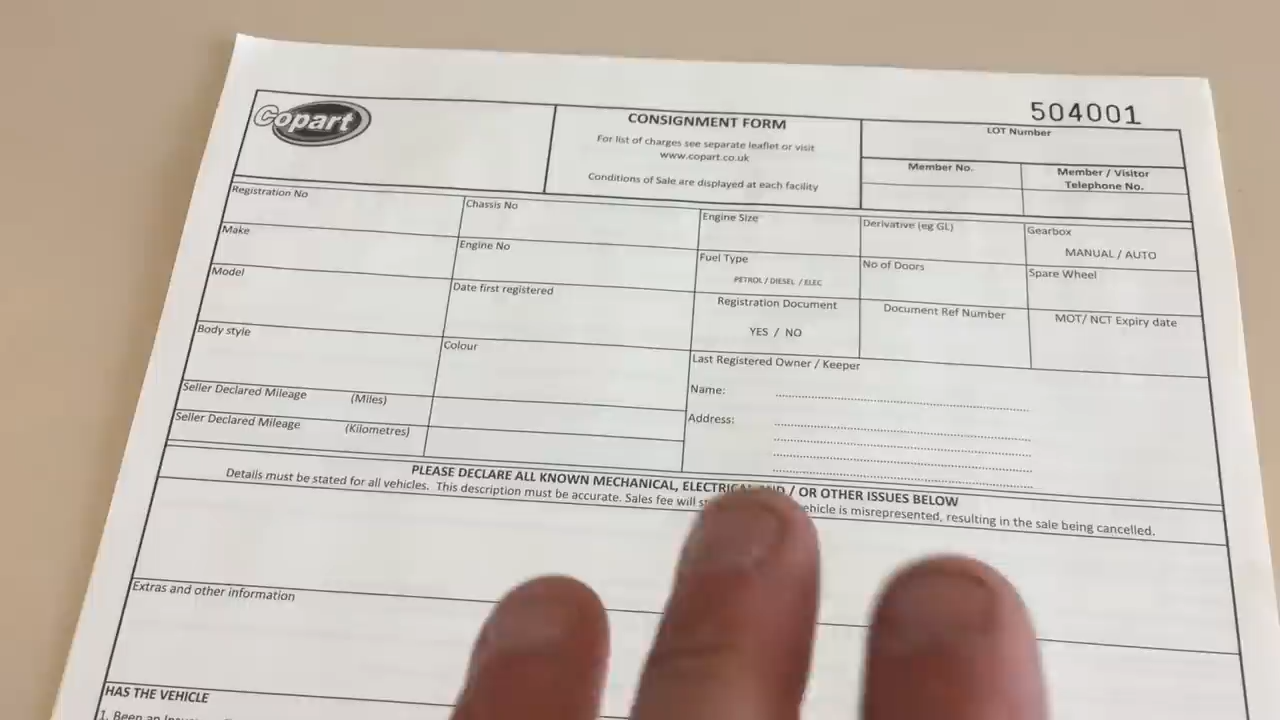 Copart
CONSIGNMENT FORM
For list of charges see separate leaflet or visit
www.copart.co.uk
Conditions of Sale are displayed at each facility
504001
LOT Number
Member No.
Member / Visitor
Telephone No.
Registration No
Chassis No
Engine Size
Derivative (eg GL)
Gearbox
MANUAL / AUTO
Make
Engine No
Fuel Type
PETROL / DIESEL / ELEC
No of Doors
Spare Wheel
Model
Date first registered
Registration Document
YES / NO
Document Ref Number
MOT/ NCT Expiry date
Body style
Colour
Last Registered Owner / Keeper
Name:
Address:
Seller Declared Mileage (Miles)
Seller Declared Mileage (Kilometres)
PLEASE DECLARE ALL KNOWN MECHANICAL, ELECTRICAL AND / OR OTHER ISSUES BELOW
Details must be stated for all vehicles. This description must be accurate. Sales fee will vehicle is misrepresented, resulting in the sale being cancelled.
Extras and other information
HAS THE VEHICLE
1. Been an